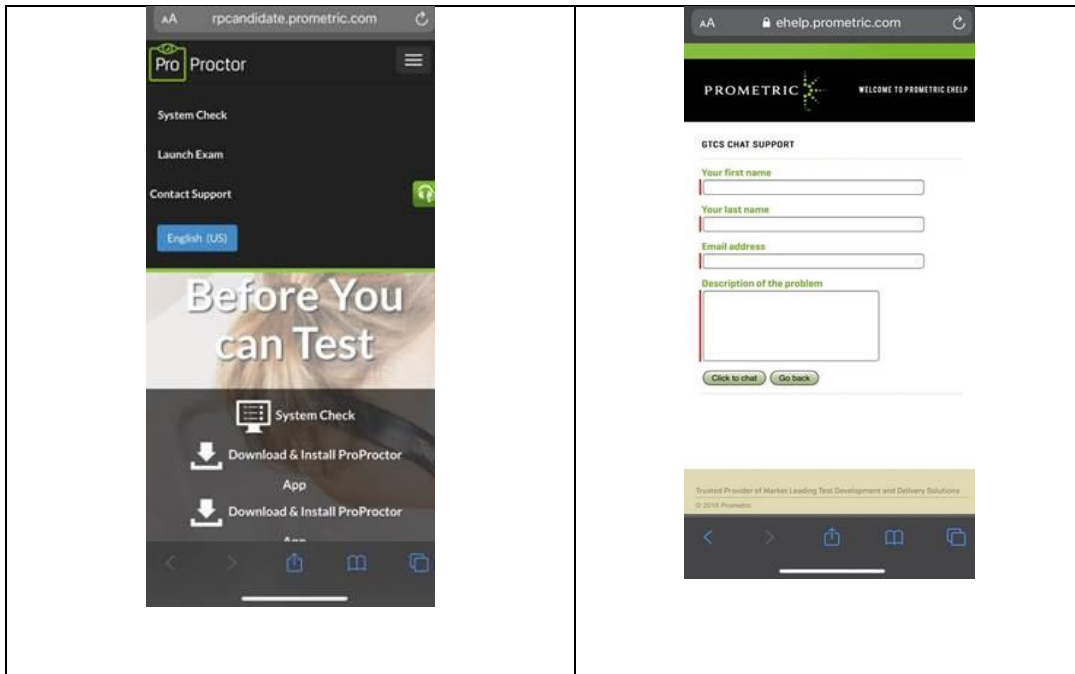 AA rpcandidate.prometric.com
Pro Proctor
System Check
Launch Exam
Contact Support
English (US)
Before You
can Test
System Check
Download & Install ProProctor
App
Download & Install ProProctor
App
AA ehelp.prometric.com
PROMETRIC WELCOME TO PROMETRIC EHELP
GTCS CHAT SUPPORT
Your first name
Your last name
Email address
Description of the problem
Click to chat Go back
Trusted Provider of Market Leading Test Development and Delivery Solutions
© 2018 Prometric